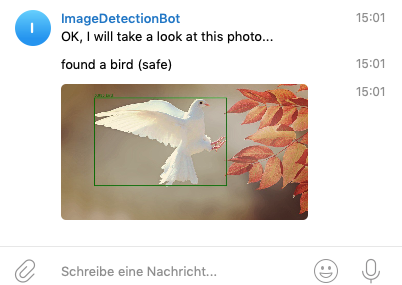 I
ImageDetectionBot
15:01
OK, I will take a look at this photo...
found a bird (safe)
15:01
15:01
Schreibe eine Nachricht...